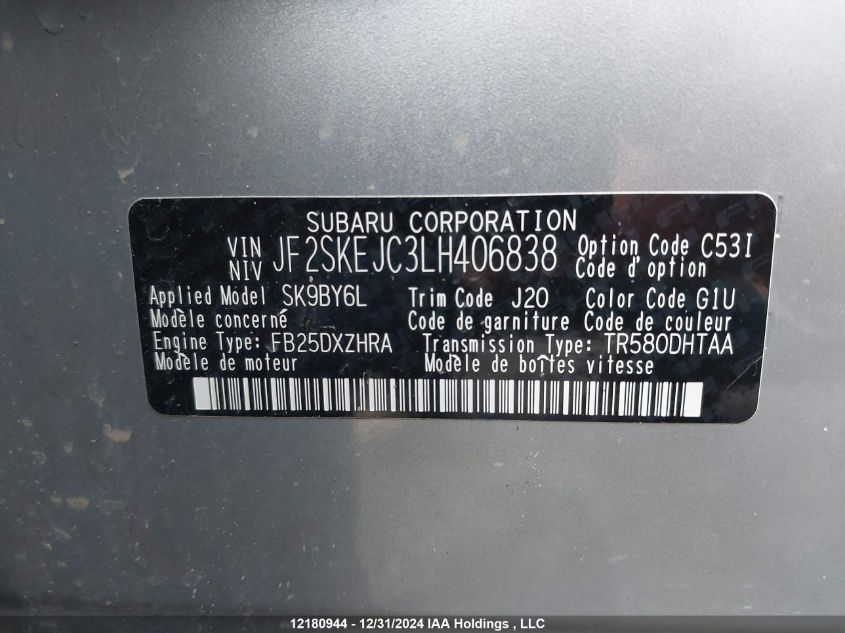 SUBARU CORPORATION
VIN NIV JF2SKEJC3LH406838 Option Code C53I
Code d'option
Applied Model SK9BY6L Trim Code J20 Color Code G1U
Modèle concerné Code de garniture Code de couleur
Engine Type: FB25DXZHRA Transmission Type: TR580DHTAA
Modèle de moteur Modèle de boîtes vitesse
12180944 - 12/31/2024 IAA Holdings , LLC